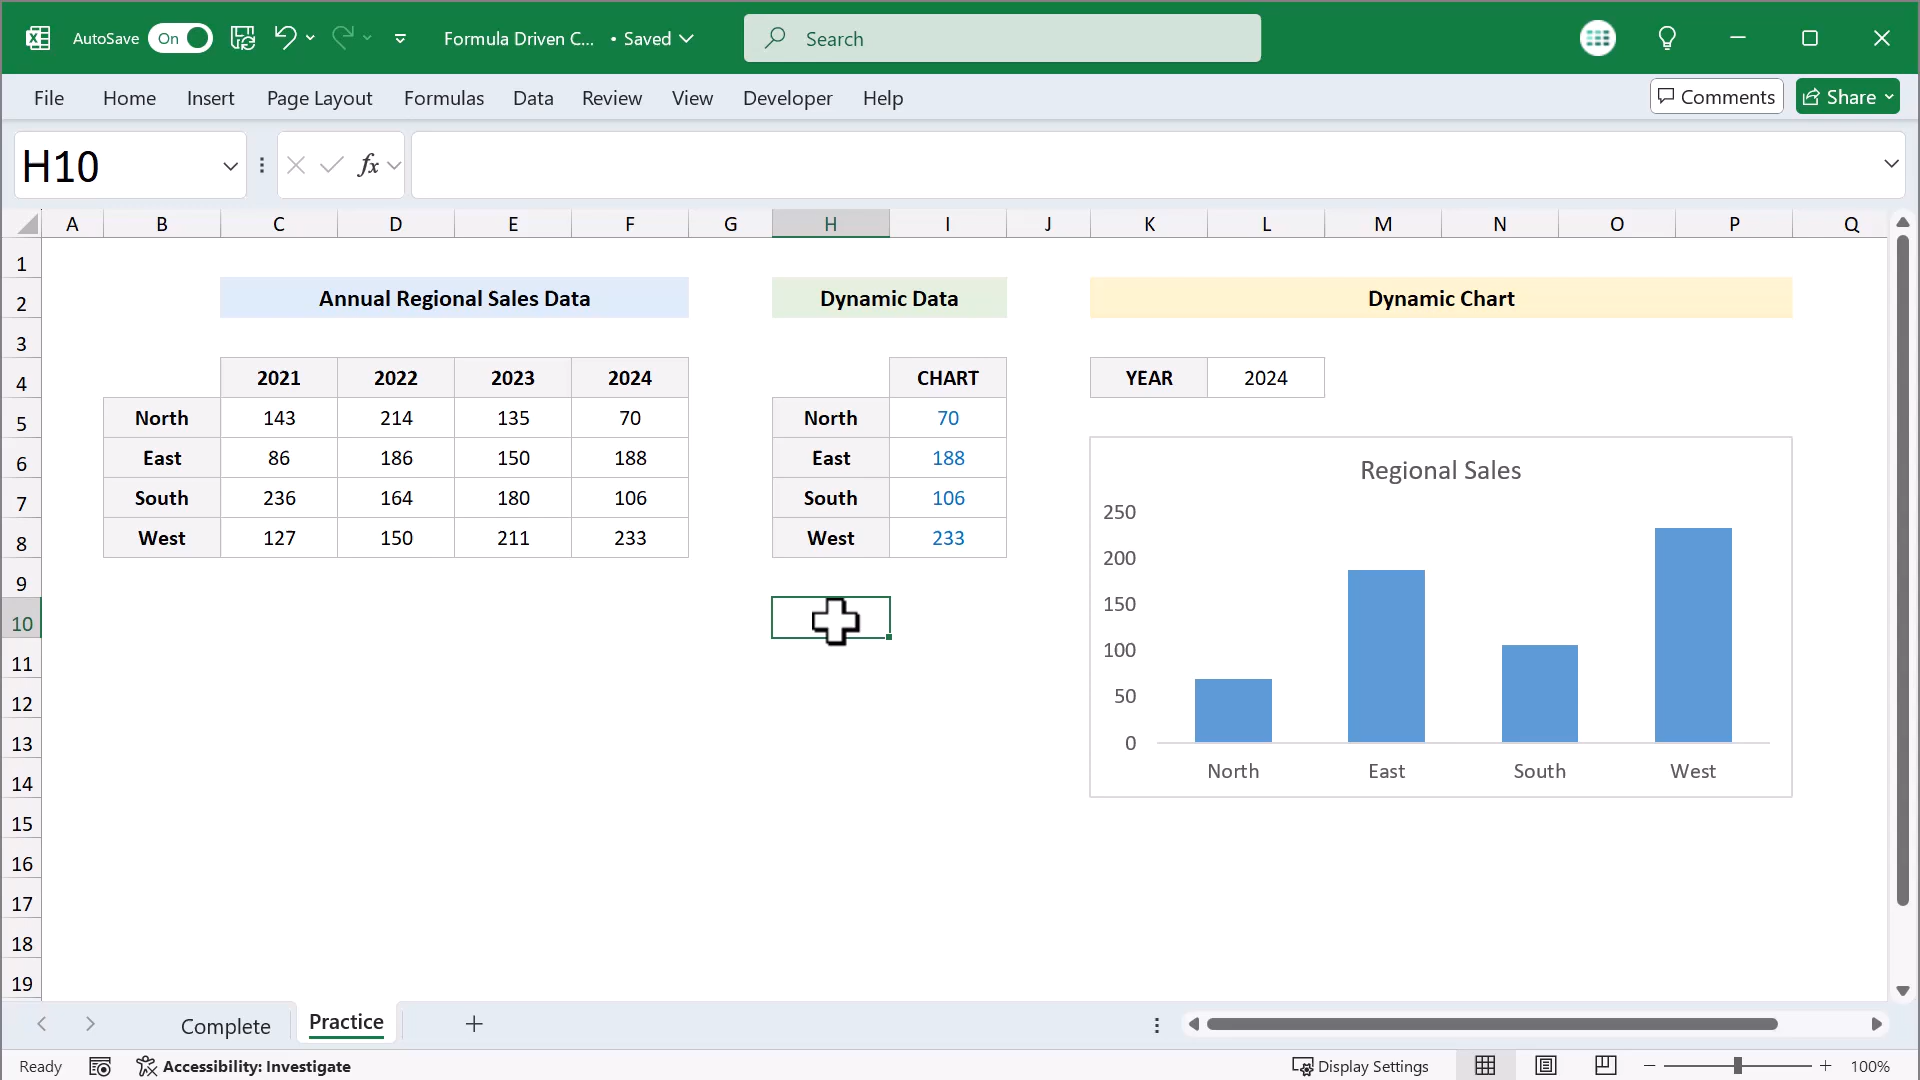 AutoSave On Formula Driven C... • Saved Search
File Home Insert Page Layout Formulas Data Review View Developer Help Comments Share
H10 fx
A B C D E F G H I J K L M N O P Q
1
2 Annual Regional Sales Data Dynamic Data Dynamic Chart
3
4 2021 2022 2023 2024 CHART YEAR 2024
5 North 143 214 135 70 North 70
6 East 86 186 150 188 East 188
7 South 236 164 180 106 South 106
8 West 127 150 211 233 West 233
9
10
11
12
13
14
15
16
17
18
19
Regional Sales
250
200
150
100
50
0
North East South West
Complete Practice
Ready Accessibility: Investigate Display Settings 100%